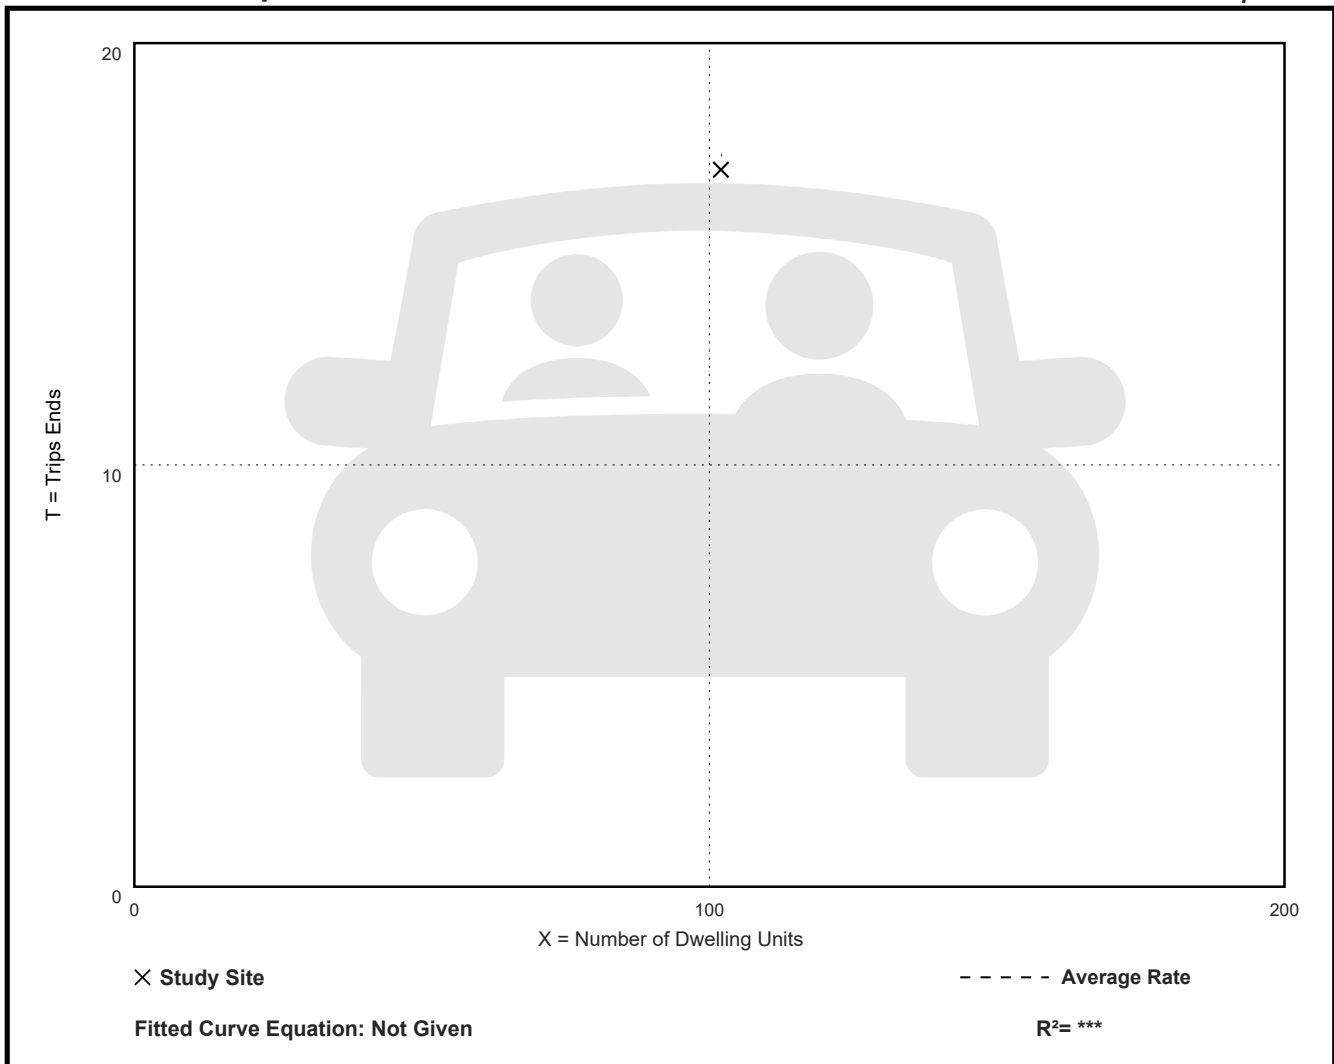 20
10
0
T = Trips Ends
0 100 200
X = Number of Dwelling Units
× Study Site
Average Rate
Fitted Curve Equation: Not Given
R²= ***